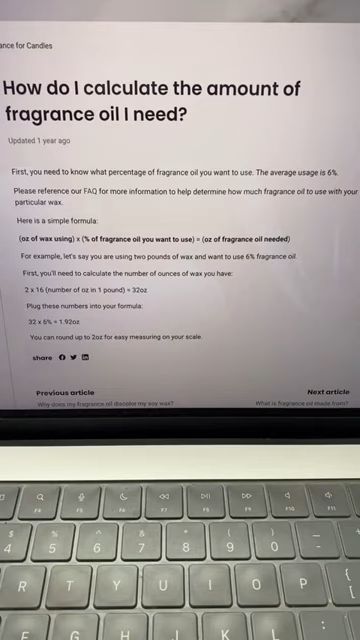 ance for Candles
How do I calculate the amount of
fragrance oil I need?
Updated 1 year ago
First, you need to know what percentage of fragrance oil you want to use. The average usage is 6%.
Please reference our FAQ for more information to help determine how much fragrance oil to use with your
particular wax.
Here is a simple formula:
(oz of wax using) x (% of fragrance oil you want to use) = (oz of fragrance oil needed)
For example, let's say you are using two pounds of wax and want to use 6% fragrance oil.
First, you'll need to calculate the number of ounces of wax you have:
2 x 16 (number of oz in 1 pound) = 32oz
Plug these numbers into your formula:
32 x 6% = 1.92oz
You can round up to 2oz for easy measuring on your scale.
share
Previous article
Next article
Why does my fragrance oil discolor my soy wax?
What is fragrance oil made from?
F4 F5 F6 F7 F8 F9 F10 F11
$ % ^ & * ( ) -
4 5 6 7 8 9 0
R T Y U I O P { [
F G H J K L :